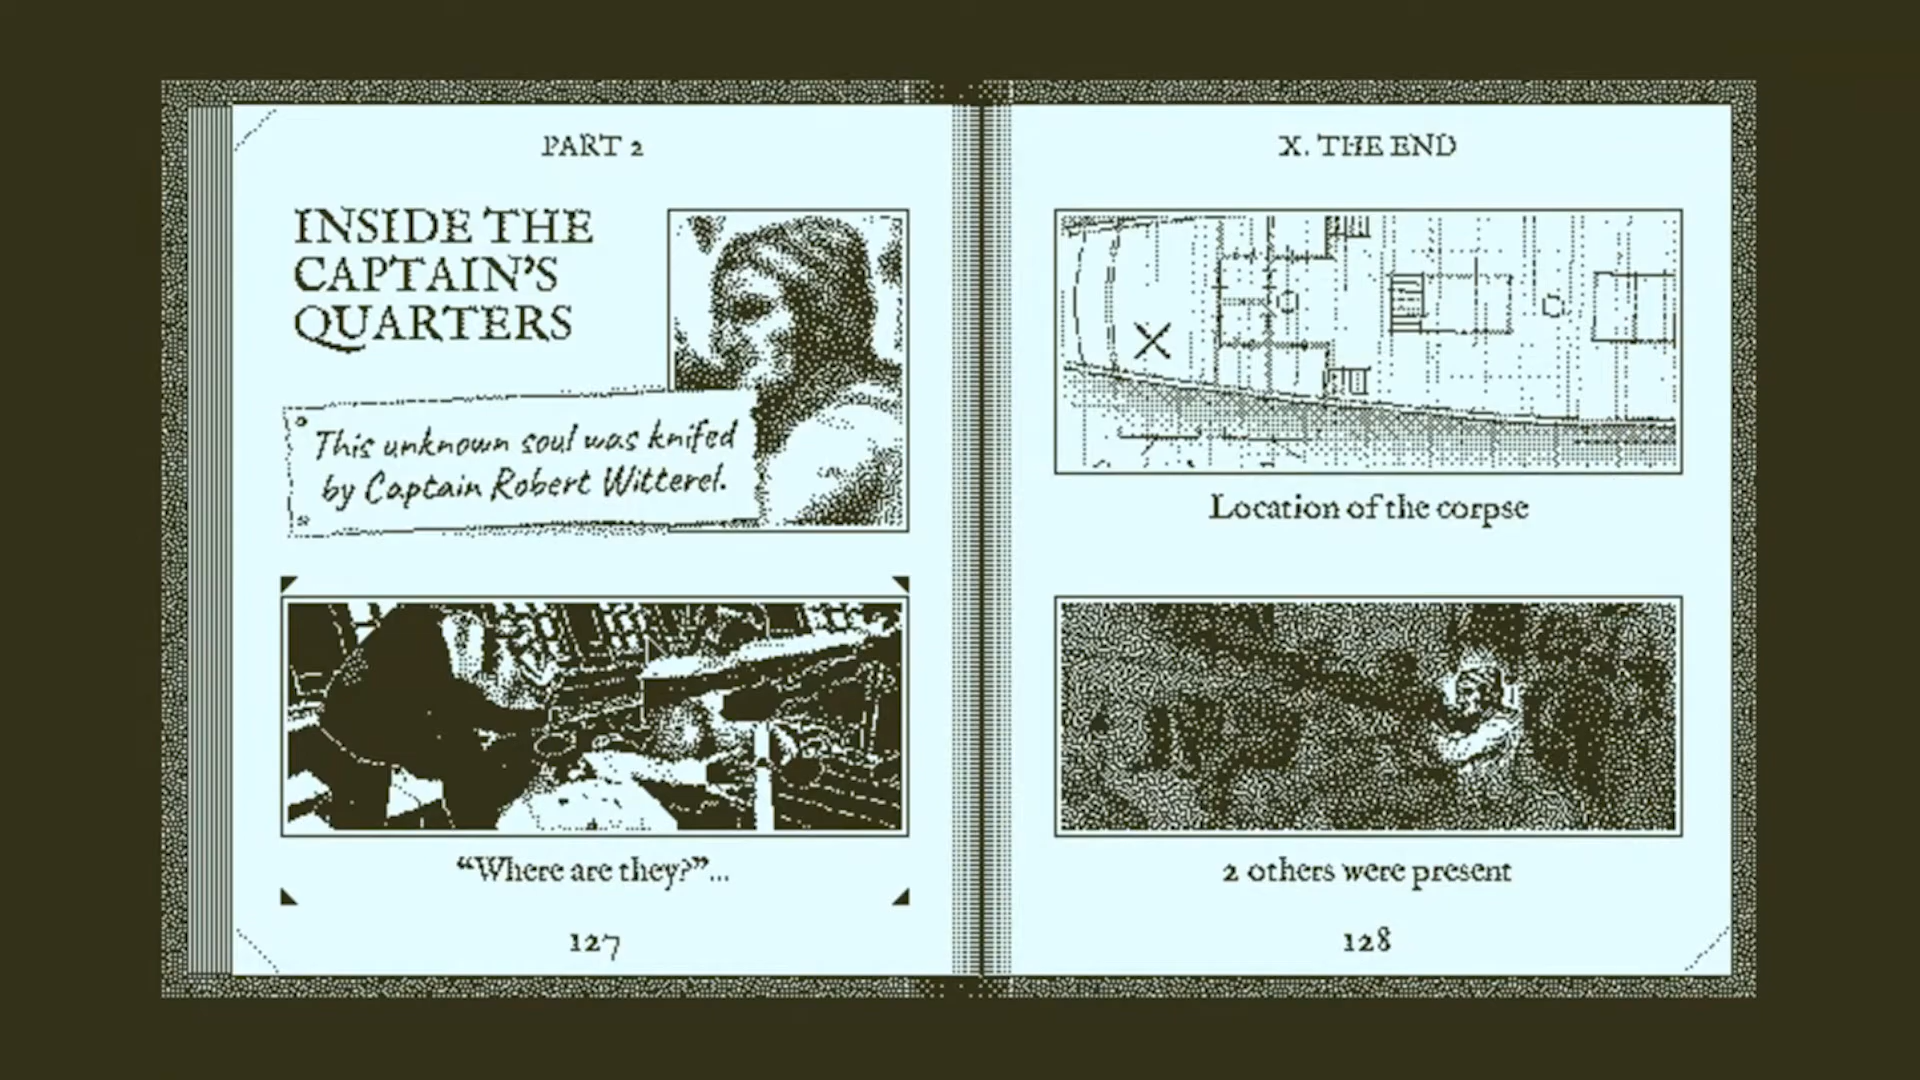 PART 2
INSIDE THE
CAPTAIN'S
QUARTERS
This unknown soul was knifed
by Captain Robert Witterel.
"Where are they?"...
127
X. THE END
Location of the corpse
2 others were present
128